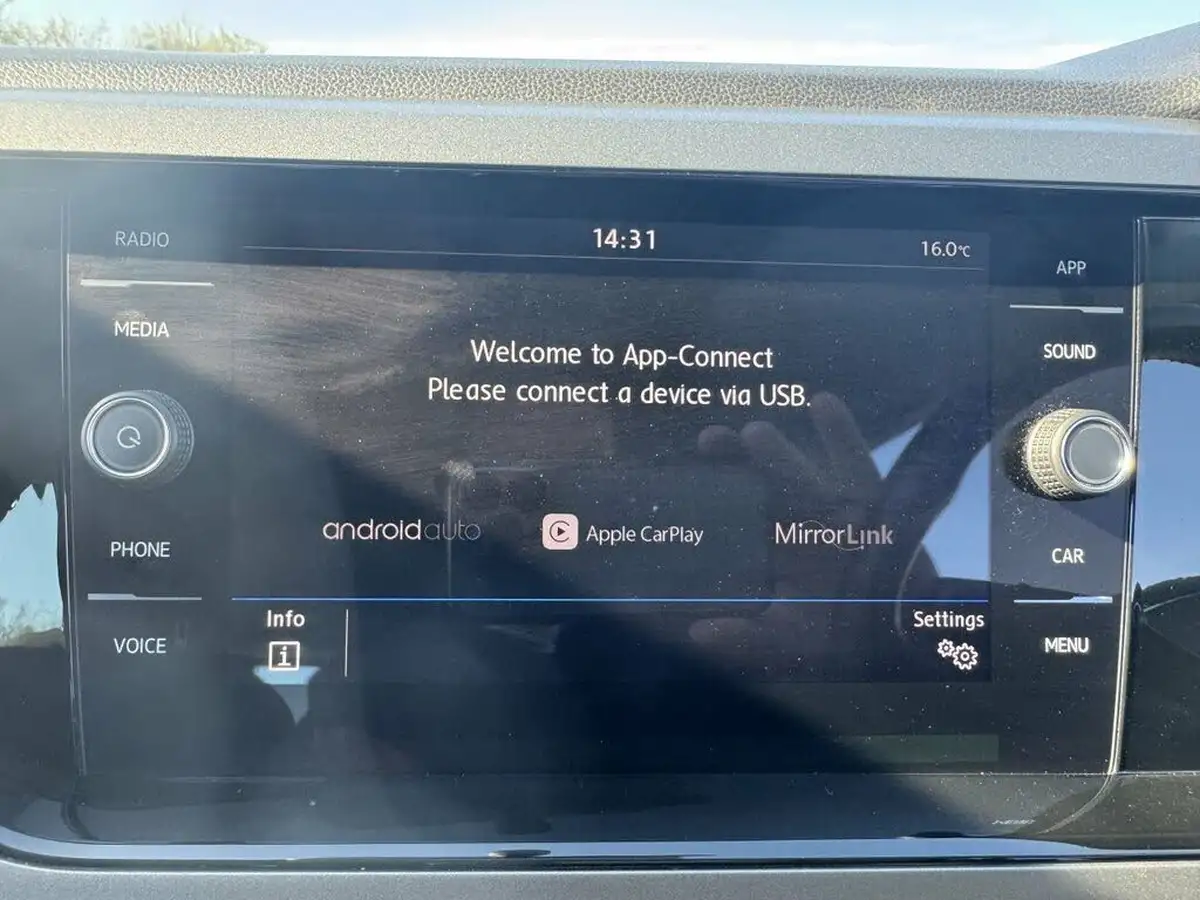 RADIO
14:31
16.0°C
APP
MEDIA
SOUND
Welcome to App-Connect
Please connect a device via USB.
androidauto
Apple CarPlay
MirrorLink
PHONE
CAR
Info
Settings
VOICE
i
MENU